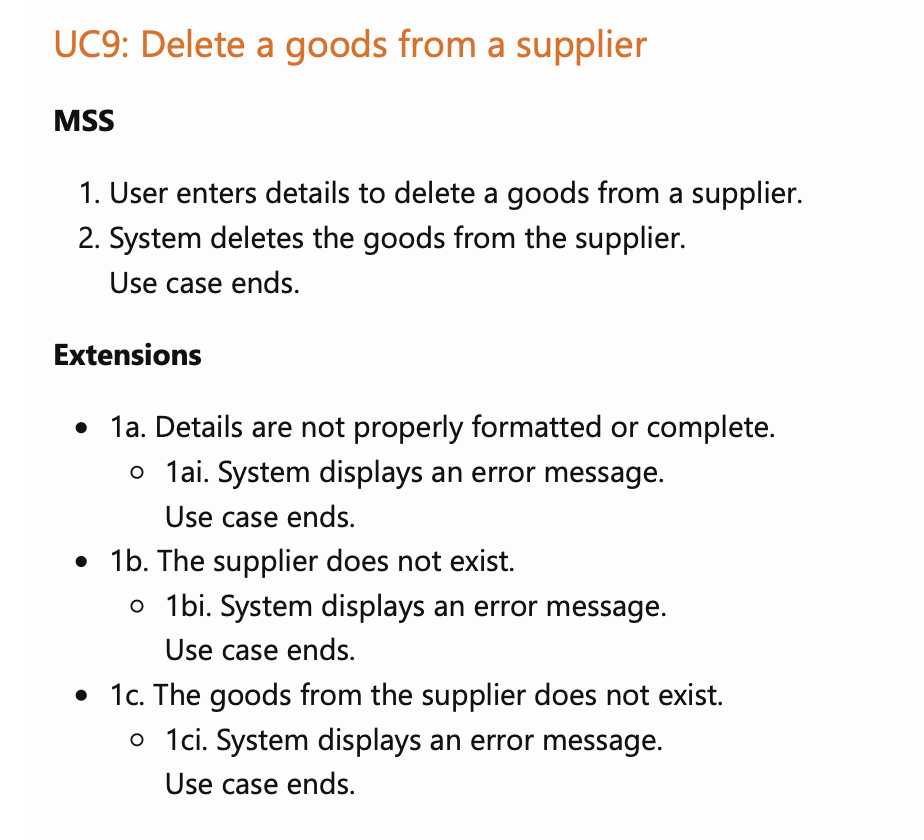 UC9: Delete a goods from a supplier
MSS
1. User enters details to delete a goods from a supplier.
2. System deletes the goods from the supplier.
Use case ends.
Extensions
• 1a. Details are not properly formatted or complete.
○ 1ai. System displays an error message.
Use case ends.
• 1b. The supplier does not exist.
○ 1bi. System displays an error message.
Use case ends.
• 1c. The goods from the supplier does not exist.
○ 1ci. System displays an error message.
Use case ends.